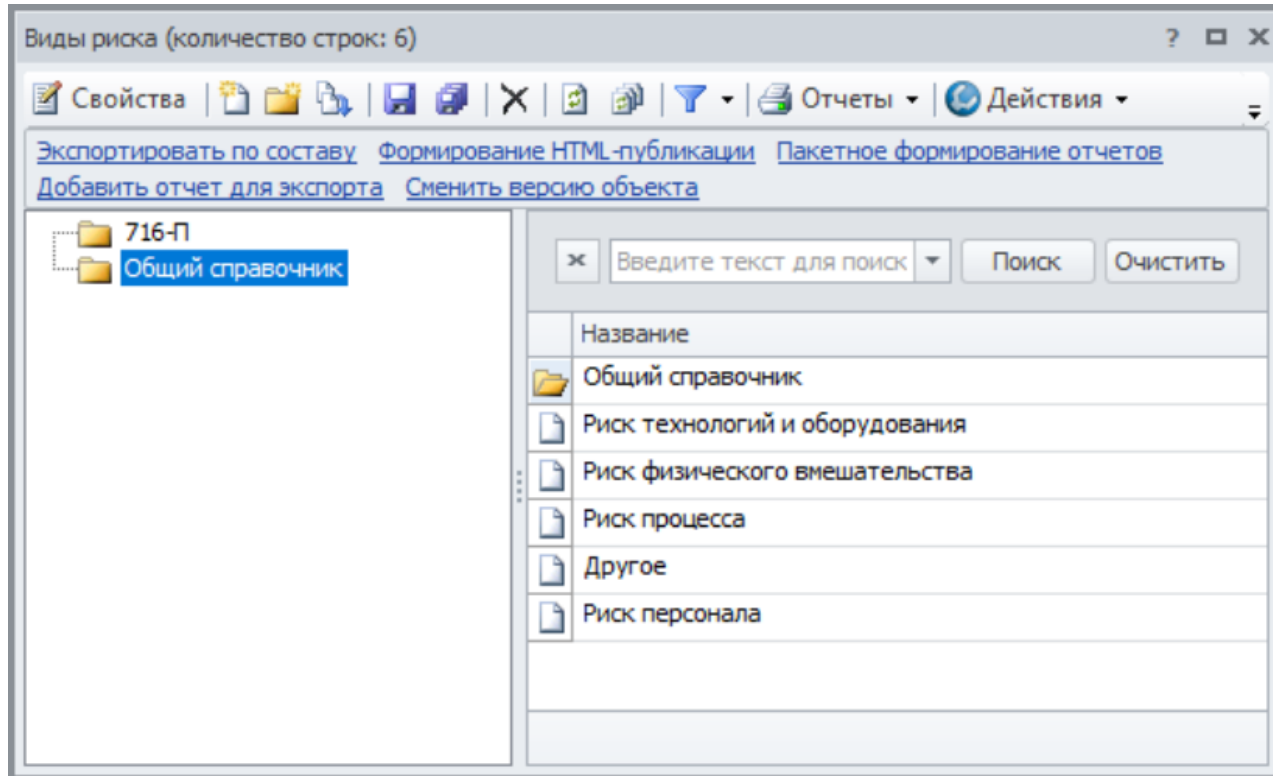 Виды риска (количество строк: 6)
Свойства Отчеты Действия
Экспортировать по составу Формирование HTML-публикации Пакетное формирование отчетов
Добавить отчет для экспорта Сменить версию объекта
716-П
Общий справочник
Введите текст для поиск Поиск Очистить
Название
Общий справочник
Риск технологий и оборудования
Риск физического вмешательства
Риск процесса
Другое
Риск персонала